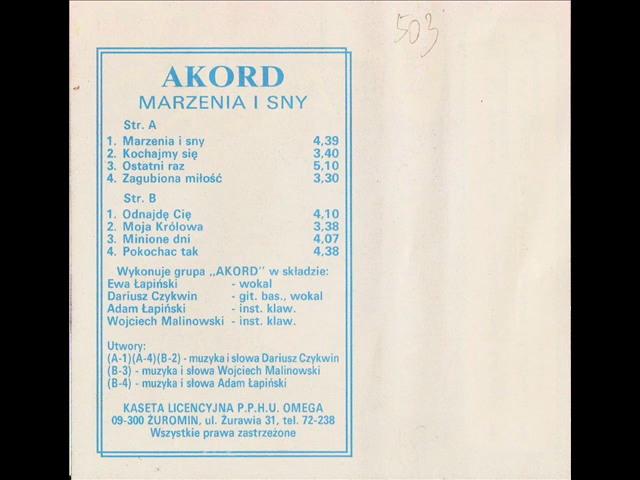 503
AKORD
MARZENIA I SNY
Str. A
1. Marzenia i sny 4,39
2. Kochajmy się 3,40
3. Ostatni raz 5,10
4. Zagubiona miłość 3,30
Str. B
1. Odnajdę Cię 4,10
2. Moja Królowa 3,38
3. Minione dni 4,07
4. Pokochac tak 4,38
Wykonuje grupa „AKORD" w składzie:
Ewa Łapiński - wokal
Dariusz Czykwin - git. bas., wokal
Adam Łapiński - inst. klaw.
Wojciech Malinowski - inst. klaw.
Utwory:
(A-1)(A-4)(B-2) - muzyka i słowa Dariusz Czykwin
(B-3) - muzyka i słowa Wojciech Malinowski
(B-4) - muzyka i słowa Adam Łapiński
KASETA LICENCYJNA P.P.H.U. OMEGA
09-300 ŻUROMIN, ul. Żurawia 31, tel. 72-238
Wszystkie prawa zastrzeżone